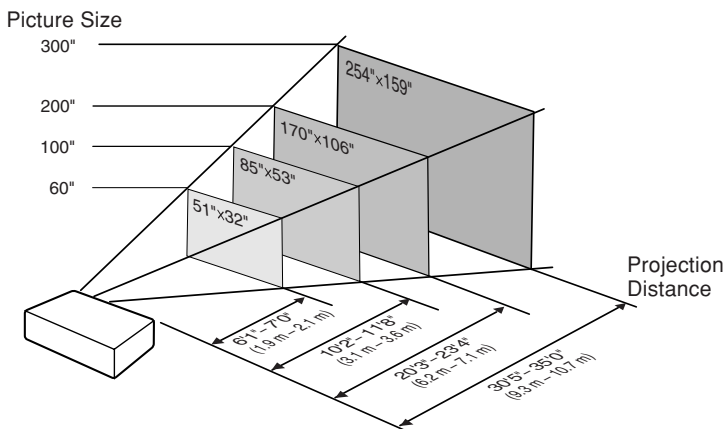 Picture Size
300"
200"
100"
60"
254"x159"
170"x106"
85"x53"
51"x32"
Projection
Distance
6'1"–7'0"
(1.9 m – 2.1 m)
10'2"–11'8"
(3.1 m – 3.6 m)
20'3"–23'4"
(6.2 m – 7.1 m)
30'5"–35'0"
(9.3 m – 10.7 m)